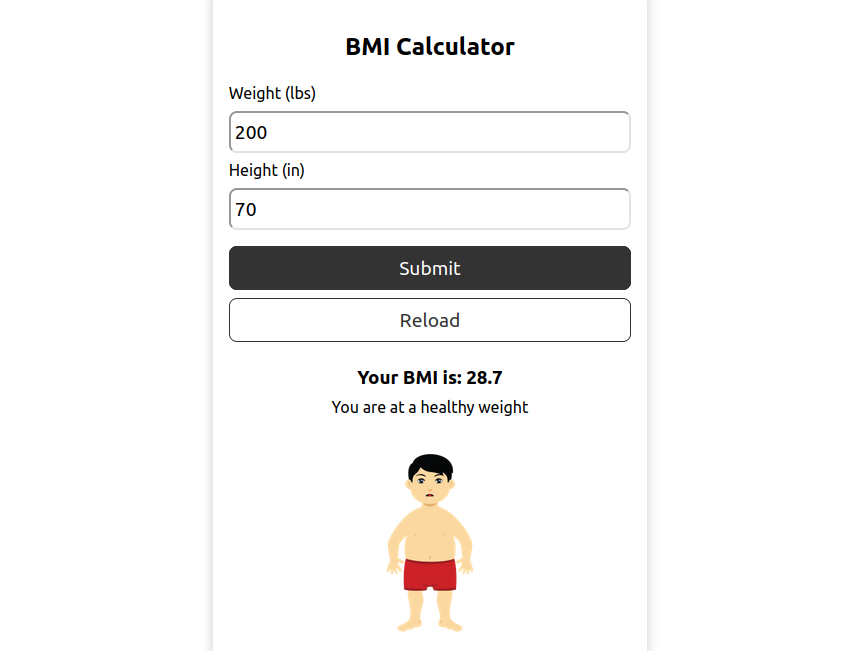 BMI Calculator
Weight (lbs)
200
Height (in)
70
Submit
Reload
Your BMI is: 28.7
You are at a healthy weight